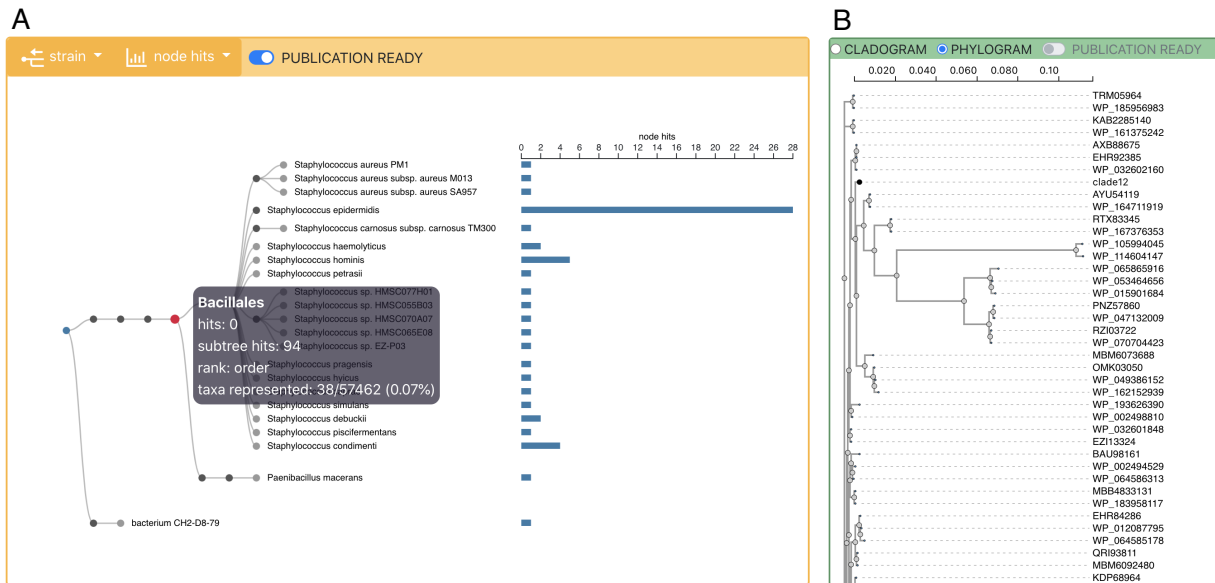 A
strain
node hits
PUBLICATION READY
node hits
0 2 4 6 8 10 12 14 16 18 20 22 24 26 28
Staphylococcus aureus PM1
Staphylococcus aureus subsp. aureus M013
Staphylococcus aureus subsp. aureus SA957
Staphylococcus epidermidis
Staphylococcus carnosus subsp. carnosus TM300
Staphylococcus haemolyticus
Staphylococcus hominis
Staphylococcus petrasii
Staphylococcus sp. HMSC077H01
Staphylococcus sp. HMSC055B03
Staphylococcus sp. HMSC070A07
Staphylococcus sp. HMSC065E08
Staphylococcus sp. EZ-P03
Staphylococcus pragensis
Staphylococcus hyicus
Staphylococcus simulans
Staphylococcus debuckii
Staphylococcus piscifermentans
Staphylococcus condimenti
Paenibacillus macerans
bacterium CH2-D8-79
Bacillales
hits: 0
subtree hits: 94
rank: order
taxa represented: 38/57462 (0.07%)
B
CLADOGRAM
PHYLOGRAM
PUBLICATION READY
0.020 0.040 0.060 0.080 0.10
TRM05964
WP_185956983
KAB2285140
WP_161375242
AXB88675
EHR92385
WP_032602160
clade12
AYU54119
WP_164711919
RTX83345
WP_167376353
WP_105994045
WP_114604147
WP_065865916
WP_053464656
WP_015901684
PNZ57860
WP_047132009
RZI03722
WP_070704423
MBM6073688
OMK03050
WP_049386152
WP_162152939
WP_193626390
WP_002498810
WP_032601848
EZI13324
BAU98161
WP_002494529
WP_064586313
MBB4833131
WP_183958117
EHR84286
WP_012087795
WP_064585178
QRI93811
MBM6092480
KDP68964